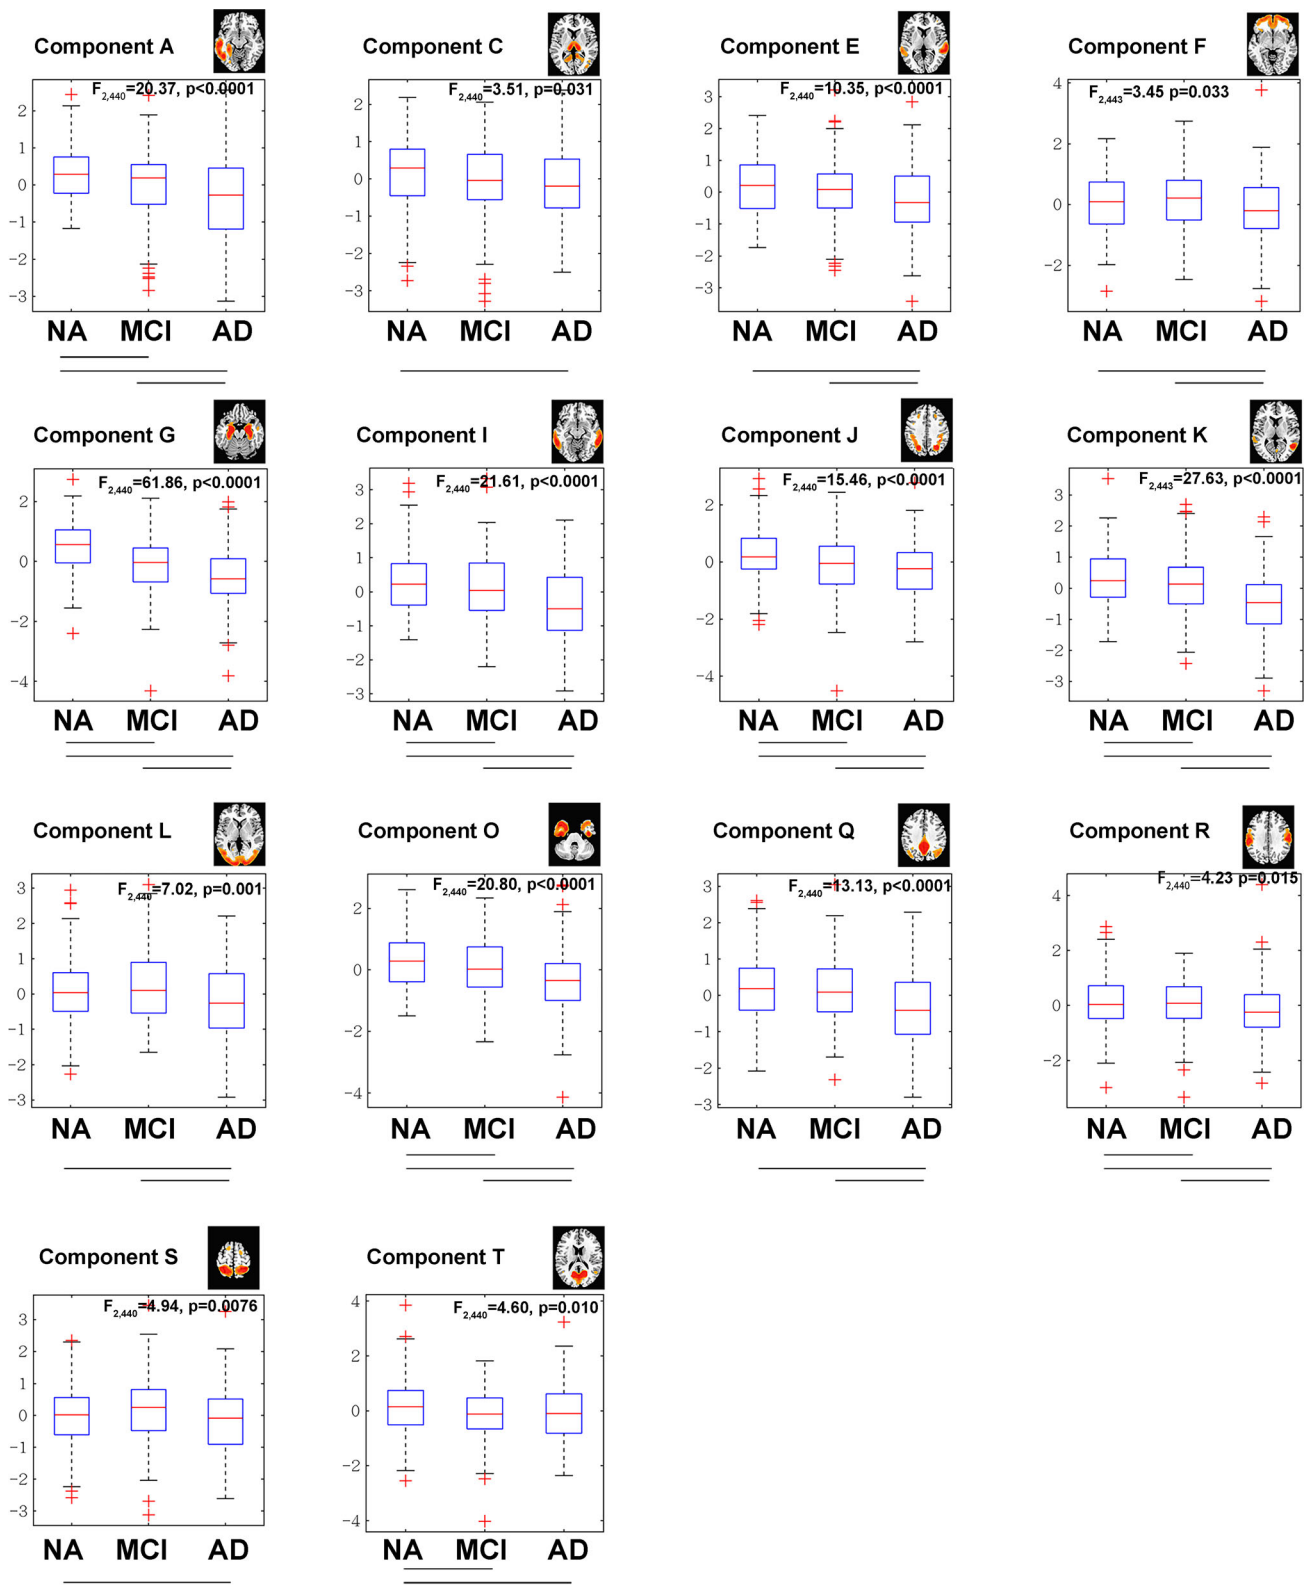 Component A
F2,440=20.37, p<0.0001
2
1
0
−1
−2
−3
NA MCI AD
Component C
F2,440=3.51, p=0.031
2
1
0
−1
−2
−3
NA MCI AD
Component E
F2,440=10.35, p<0.0001
3
2
1
0
−1
−2
−3
NA MCI AD
Component F
F2,443=3.45 p=0.033
4
2
0
−2
NA MCI AD
Component G
F2,440=61.86, p<0.0001
2
0
−2
−4
NA MCI AD
Component I
F2,440=21.61, p<0.0001
3
2
1
0
−1
−2
−3
NA MCI AD
Component J
F2,440=15.46, p<0.0001
2
0
−2
−4
NA MCI AD
Component K
F2,443=27.63, p<0.0001
3
2
1
0
−1
−2
−3
NA MCI AD
Component L
F2,440=7.02, p=0.001
3
2
1
0
−1
−2
−3
NA MCI AD
Component O
F2,440=20.80, p<0.0001
2
0
−2
−4
NA MCI AD
Component Q
F2,440=13.13, p<0.0001
3
2
1
0
−1
−2
−3
NA MCI AD
Component R
F2,440=4.23 p=0.015
4
2
0
−2
NA MCI AD
Component S
F2,440=4.94, p=0.0076
3
2
1
0
−1
−2
−3
NA MCI AD
Component T
F2,440=4.60, p=0.010
4
2
0
−2
−4
NA MCI AD